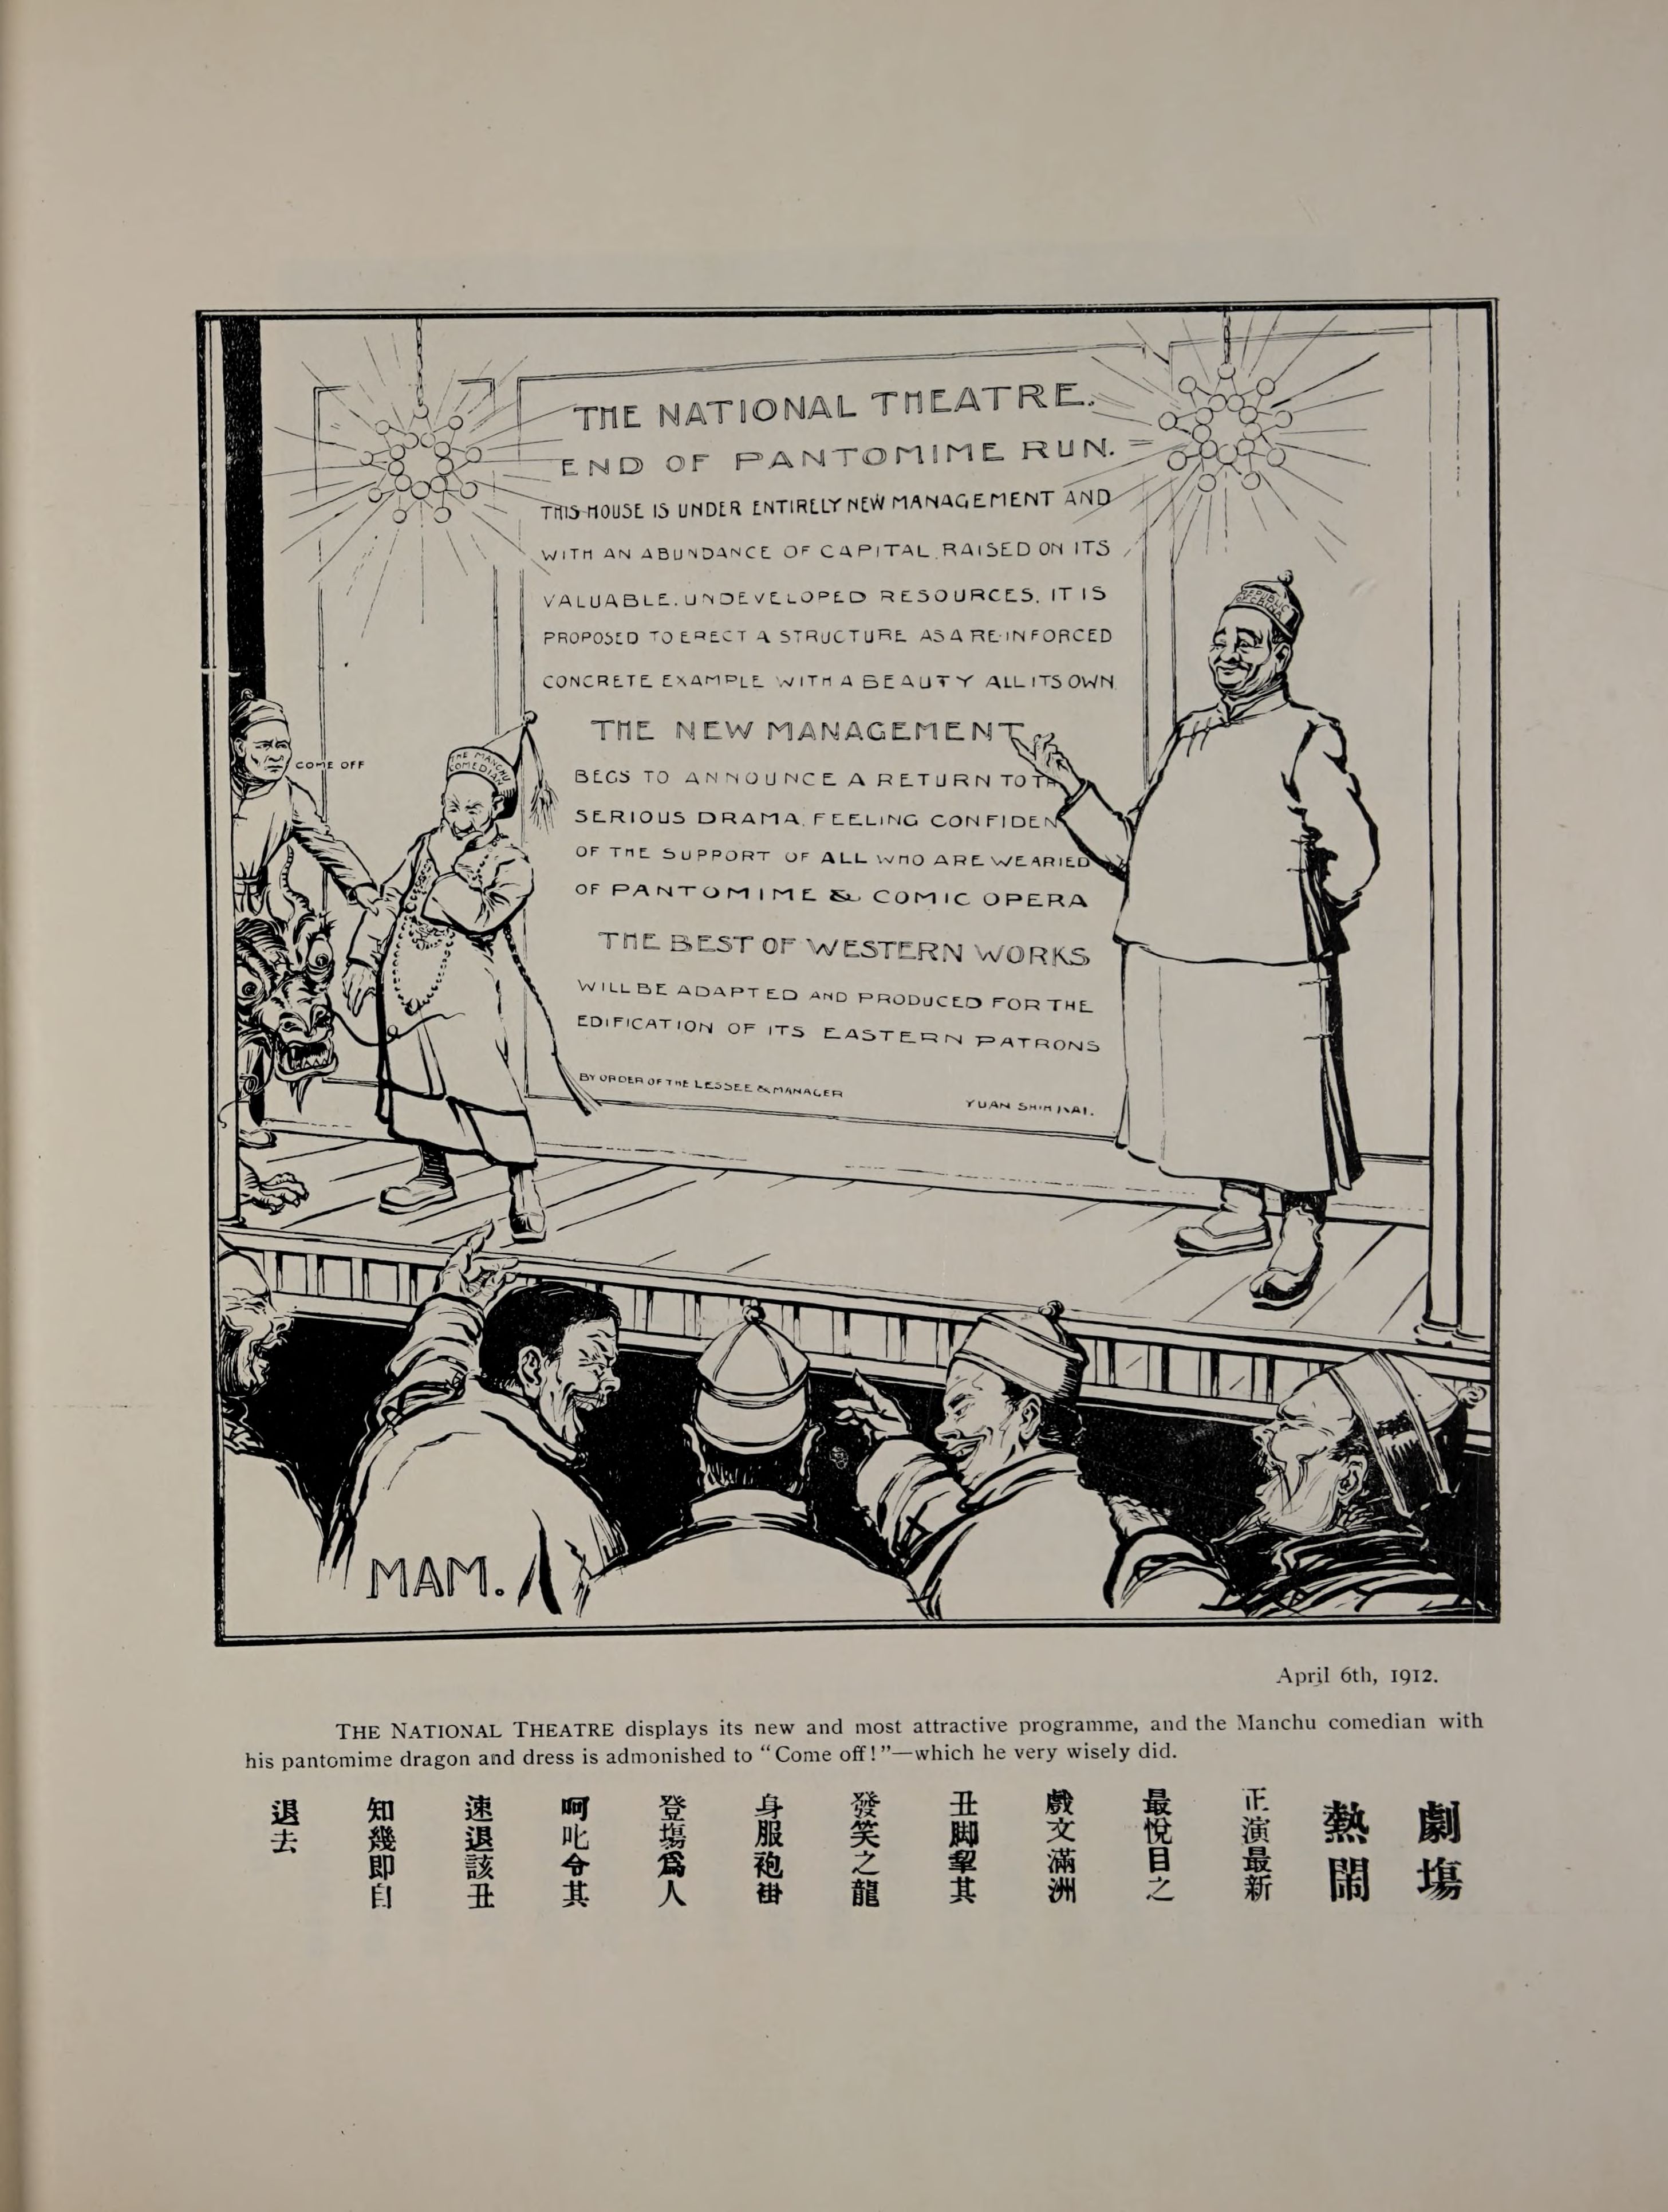 THE NATIONAL THEATRE.
END OF PANTOMIME RUN.
THIS HOUSE IS UNDER ENTIRELY NEW MANAGEMENT AND
WITH AN ABUNDANCE OF CAPITAL, RAISED ON ITS
VALUABLE, UNDEVELOPED RESOURCES, IT IS
PROPOSED TO ERECT A STRUCTURE AS A RE-INFORCED
CONCRETE EXAMPLE WITH A BEAUTY ALL ITS OWN.
THE NEW MANAGEMENT
BEGS TO ANNOUNCE A RETURN TO TH
SERIOUS DRAMA, FEELING CONFIDEN
OF THE SUPPORT OF ALL WHO ARE WEARIED
OF PANTOMIME & COMIC OPERA
THE BEST OF WESTERN WORKS
WILL BE ADAPTED AND PRODUCED FOR THE
EDIFICATION OF ITS EASTERN PATRONS
BY ORDER OF THE LESSEE & MANAGER
YUAN SHIH KAI.
REPUBLIC
OF CHINA
COME OFF
THE MANCHU
COMEDIAN
MAM.
April 6th, 1912.
THE NATIONAL THEATRE displays its new and most attractive programme, and the Manchu comedian with
his pantomime dragon and dress is admonished to "Come off!"—which he very wisely did.
劇塲
熱鬧
正演最新
最悅目之
戲文滿洲
丑脚挈其
發笑之龍
身服袍褂
登塲爲人
呵叱令其
速退該丑
知幾即自
退去